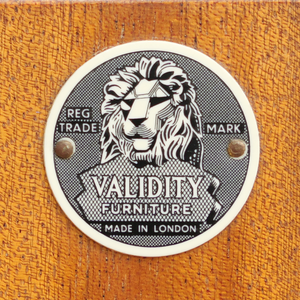 REG
TRADE MARK
VALIDITY
FURNITURE
MADE IN LONDON